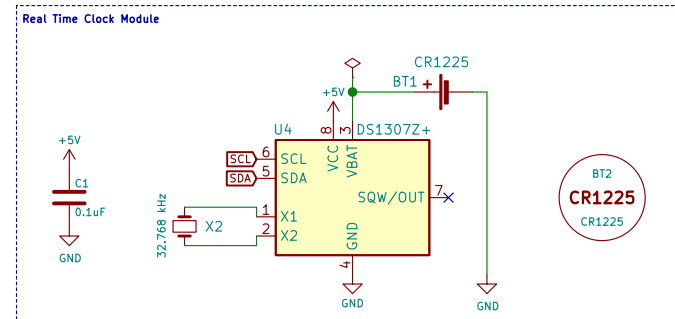 Real Time Clock Module
CR1225
BT1 +
+5V
U4
DS1307Z+
8
3
+5V
SCL
6
SCL
VCC
VBAT
SDA
5
SDA
C1
0.1uF
SQW/OUT
7
32.768 kHz
X2
1
X1
2
X2
GND
4
GND
GND
GND
BT2
CR1225
CR1225